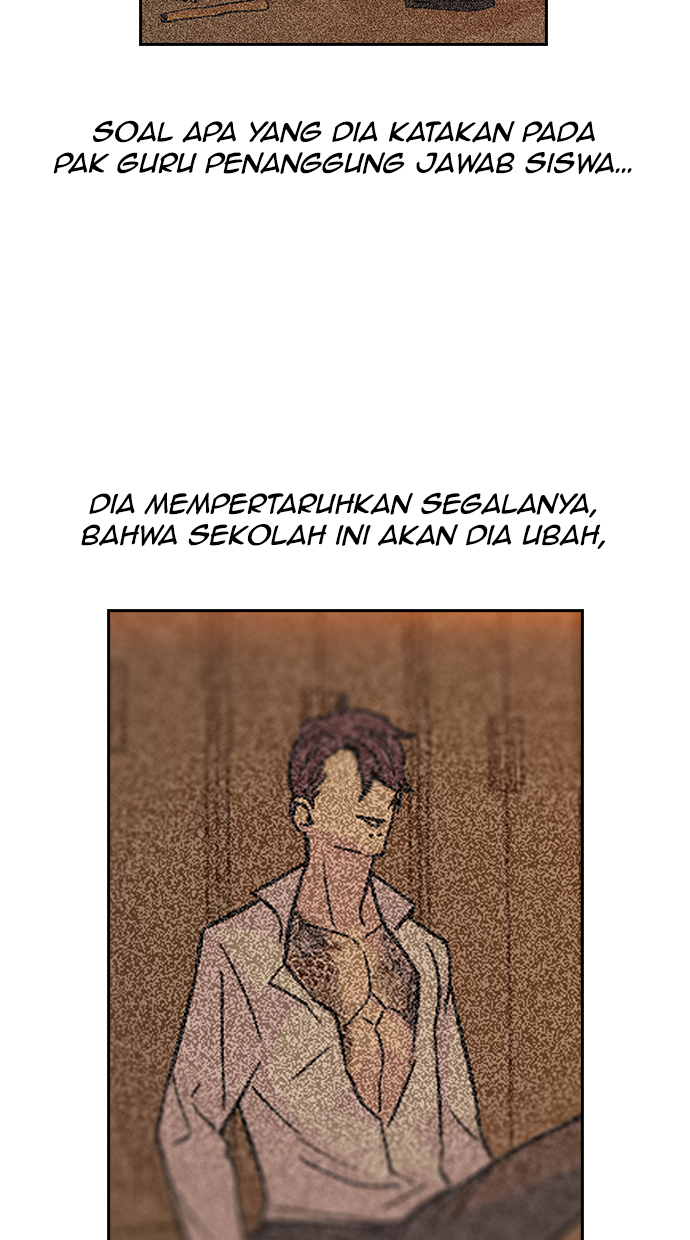 SOAL APA YANG DIA KATAKAN PADA
PAK GURU PENANGGUNG JAWAB SISWA...
DIA MEMPERTARUHKAN SEGALANYA,
BAHWA SEKOLAH INI AKAN DIA UBAH,